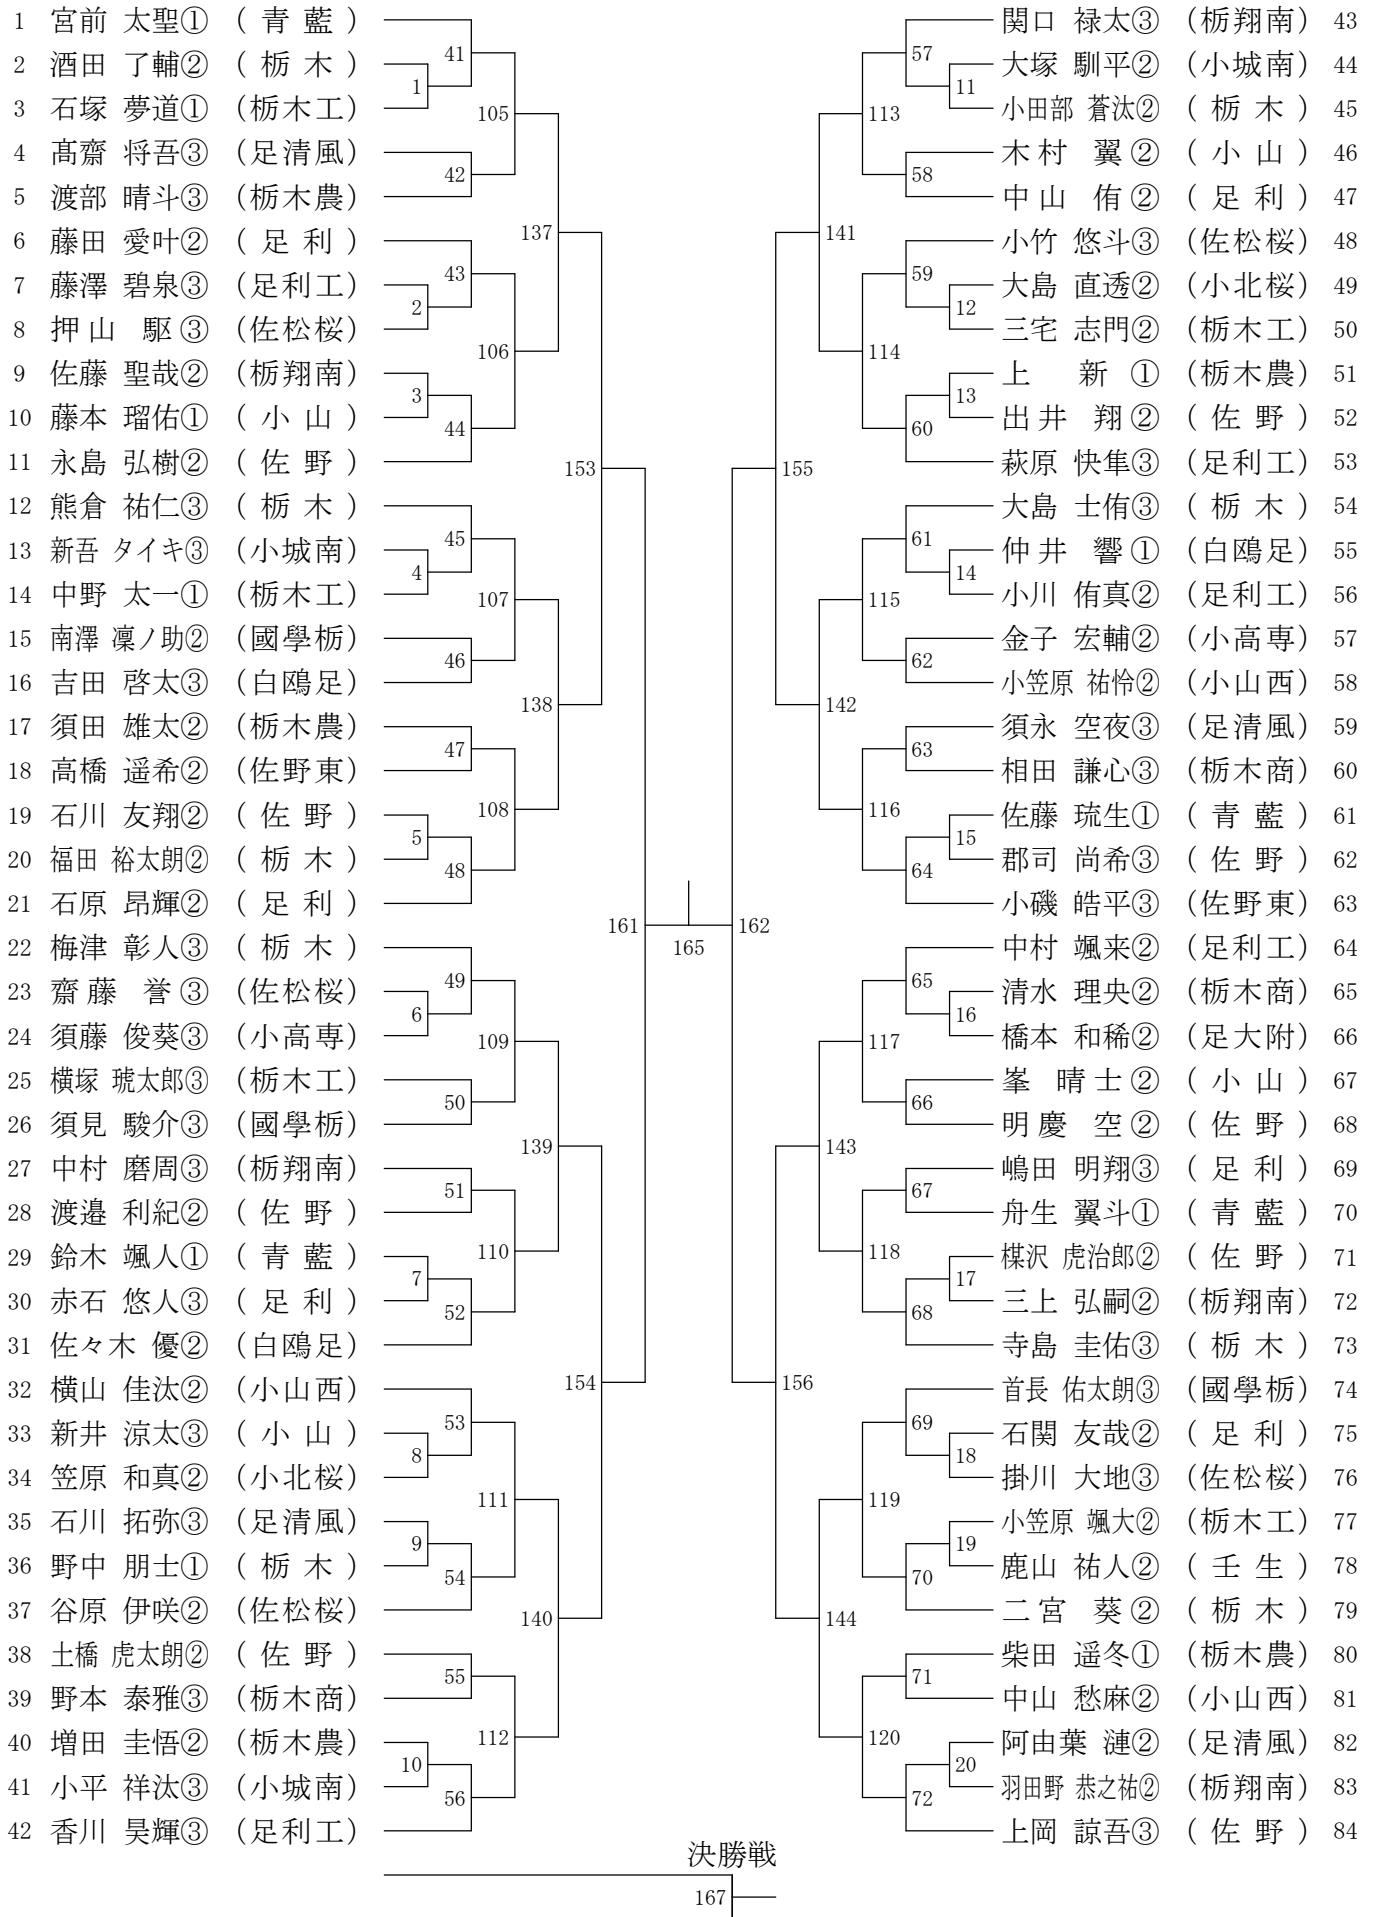 1 宮前 太聖① （ 青 藍 ）
2 酒田 了輔② （ 栃 木 ）
3 石塚 夢道① （栃木工）
4 髙齋 将吾③ （足清風）
5 渡部 晴斗③ （栃木農）
6 藤田 愛叶② （ 足 利 ）
7 藤澤 碧泉③ （足利工）
8 押山 駆③ （佐松桜）
9 佐藤 聖哉② （栃翔南）
10 藤本 瑠佑① （ 小 山 ）
11 永島 弘樹② （ 佐 野 ）
12 熊倉 祐仁③ （ 栃 木 ）
13 新吾 タイキ③ （小城南）
14 中野 太一① （栃木工）
15 南澤 凜ノ助② （國學栃）
16 吉田 啓太③ （白鴎足）
17 須田 雄太② （栃木農）
18 高橋 遥希② （佐野東）
19 石川 友翔② （ 佐 野 ）
20 福田 裕太朗② （ 栃 木 ）
21 石原 昂輝② （ 足 利 ）
22 梅津 彰人③ （ 栃 木 ）
23 齋藤 誉③ （佐松桜）
24 須藤 俊葵③ （小高専）
25 横塚 琥太郎③ （栃木工）
26 須見 駿介③ （國學栃）
27 中村 磨周③ （栃翔南）
28 渡邉 利紀② （ 佐 野 ）
29 鈴木 颯人① （ 青 藍 ）
30 赤石 悠人③ （ 足 利 ）
31 佐々木 優② （白鴎足）
32 横山 佳汰② （小山西）
33 新井 涼太③ （ 小 山 ）
34 笠原 和真② （小北桜）
35 石川 拓弥③ （足清風）
36 野中 朋士① （ 栃 木 ）
37 谷原 伊咲② （佐松桜）
38 土橋 虎太朗② （ 佐 野 ）
39 野本 泰雅③ （栃木商）
40 増田 圭悟② （栃木農）
41 小平 祥汰③ （小城南）
42 香川 昊輝③ （足利工）
41
1
105
42
137
43
2
106
3
44
153
45
4
107
46
138
47
108
5
48
161
49
6
109
50
139
51
110
7
52
154
53
8
111
9
54
140
55
112
10
56
165
162
57
11
113
58
141
59
12
114
13
60
155
61
14
115
62
142
63
116
15
64
65
16
117
66
143
67
118
17
68
156
69
18
119
19
70
144
71
120
20
72
関口 禄太③ （栃翔南） 43
大塚 馴平② （小城南） 44
小田部 蒼汰② （ 栃 木 ） 45
木村 翼② （ 小 山 ） 46
中山 侑② （ 足 利 ） 47
小竹 悠斗③ （佐松桜） 48
大島 直透② （小北桜） 49
三宅 志門② （栃木工） 50
上 新① （栃木農） 51
出井 翔② （ 佐 野 ） 52
萩原 快隼③ （足利工） 53
大島 士侑③ （ 栃 木 ） 54
仲井 響① （白鴎足） 55
小川 侑真② （足利工） 56
金子 宏輔② （小高専） 57
小笠原 祐怜② （小山西） 58
須永 空夜③ （足清風） 59
相田 謙心③ （栃木商） 60
佐藤 琉生① （ 青 藍 ） 61
郡司 尚希③ （ 佐 野 ） 62
小磯 皓平③ （佐野東） 63
中村 颯来② （足利工） 64
清水 理央② （栃木商） 65
橋本 和稀② （足大附） 66
峯 晴士② （ 小 山 ） 67
明慶 空② （ 佐 野 ） 68
嶋田 明翔③ （ 足 利 ） 69
舟生 翼斗① （ 青 藍 ） 70
楳沢 虎治郎② （ 佐 野 ） 71
三上 弘嗣② （栃翔南） 72
寺島 圭佑③ （ 栃 木 ） 73
首長 佑太朗③ （國學栃） 74
石関 友哉② （ 足 利 ） 75
掛川 大地③ （佐松桜） 76
小笠原 颯大② （栃木工） 77
鹿山 祐人② （ 壬 生 ） 78
二宮 葵② （ 栃 木 ） 79
柴田 遥冬① （栃木農） 80
中山 愁麻② （小山西） 81
阿由葉 漣② （足清風） 82
羽田野 恭之祐② （栃翔南） 83
上岡 諒吾③ （ 佐 野 ） 84
決勝戦
167